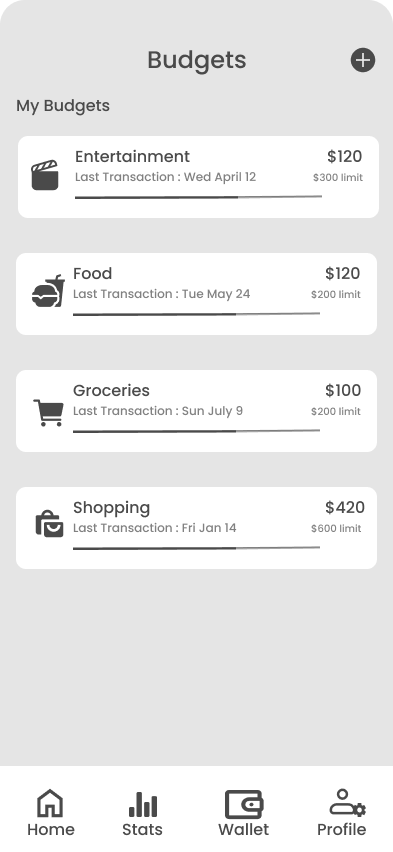 Budgets
My Budgets
Entertainment $120
Last Transaction : Wed April 12 $300 limit
Food $120
Last Transaction : Tue May 24 $200 limit
Groceries $100
Last Transaction : Sun July 9 $200 limit
Shopping $420
Last Transaction : Fri Jan 14 $600 limit
Home Stats Wallet Profile